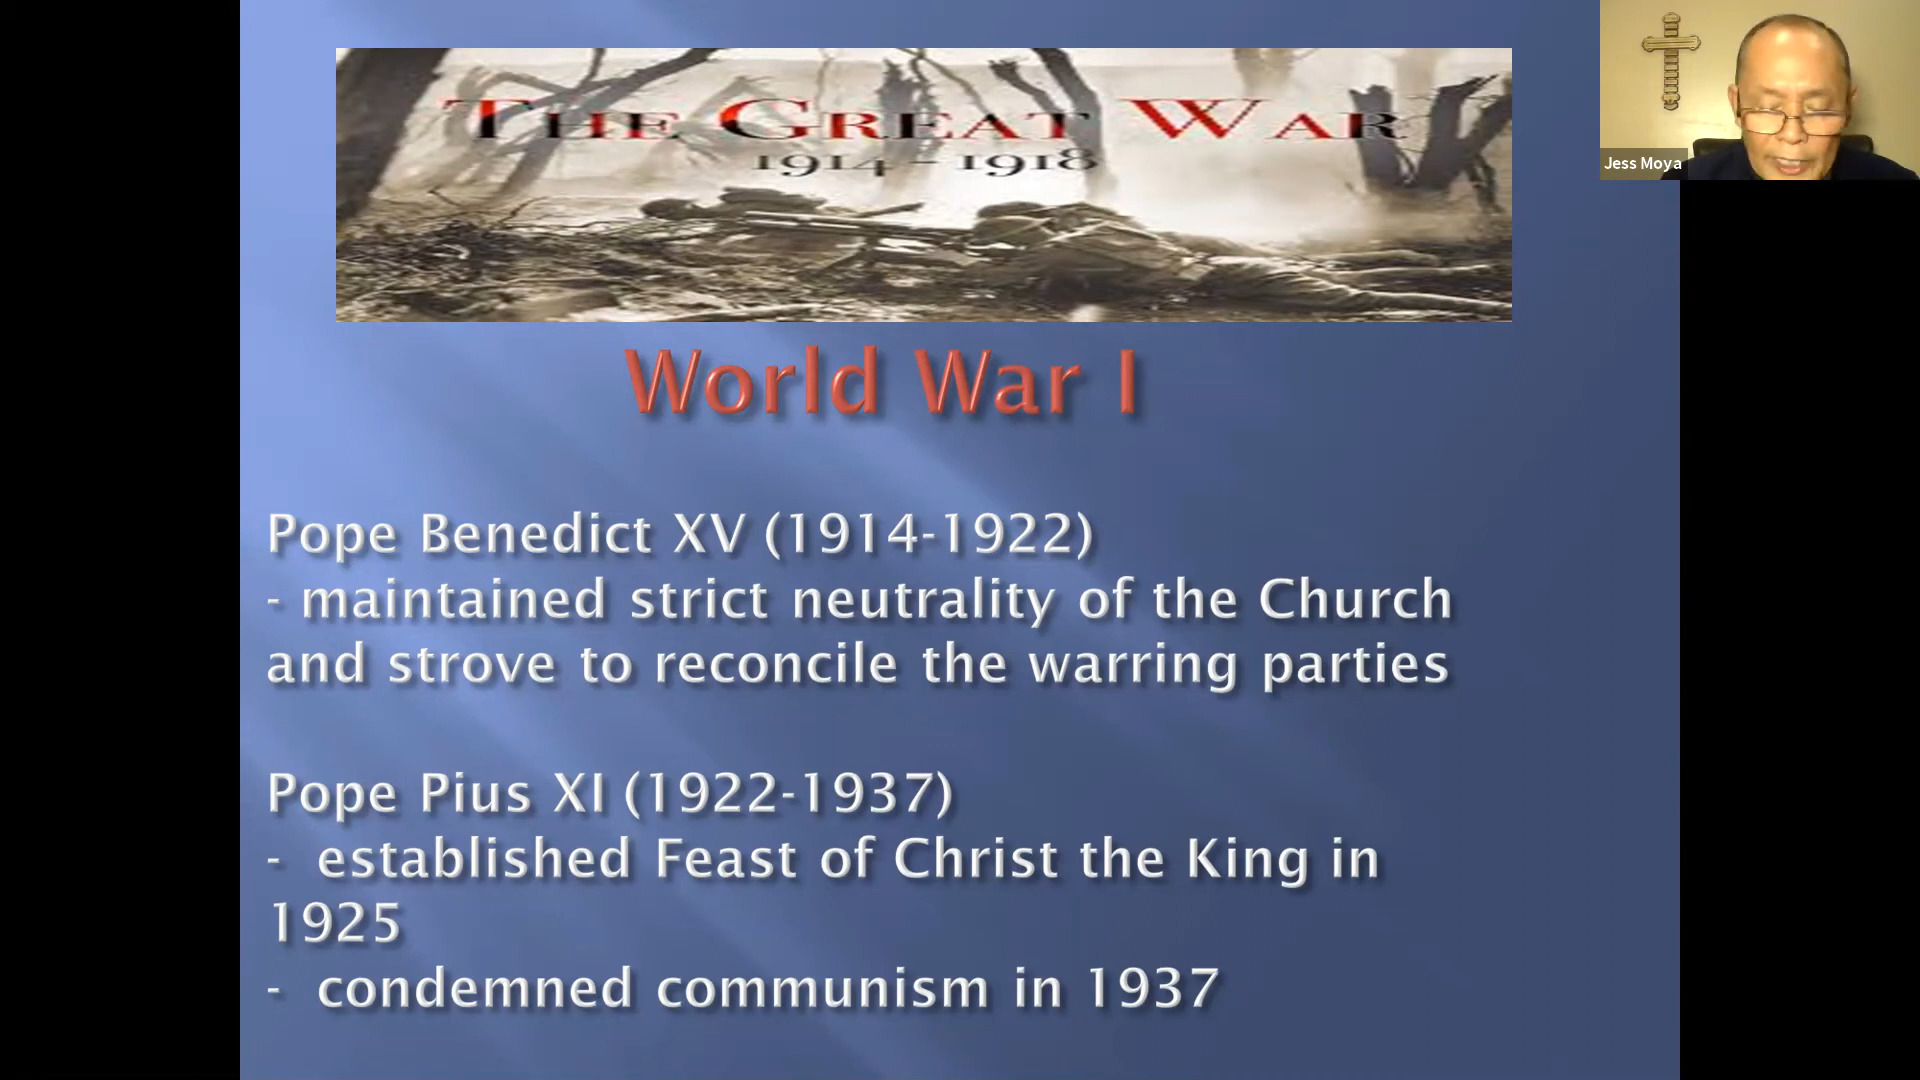 THE GREAT WAR
1914-1918
Jess Moya
World War I
Pope Benedict XV (1914-1922)
- maintained strict neutrality of the Church
and strove to reconcile the warring parties
Pope Pius XI (1922-1937)
- established Feast of Christ the King in
1925
- condemned communism in 1937